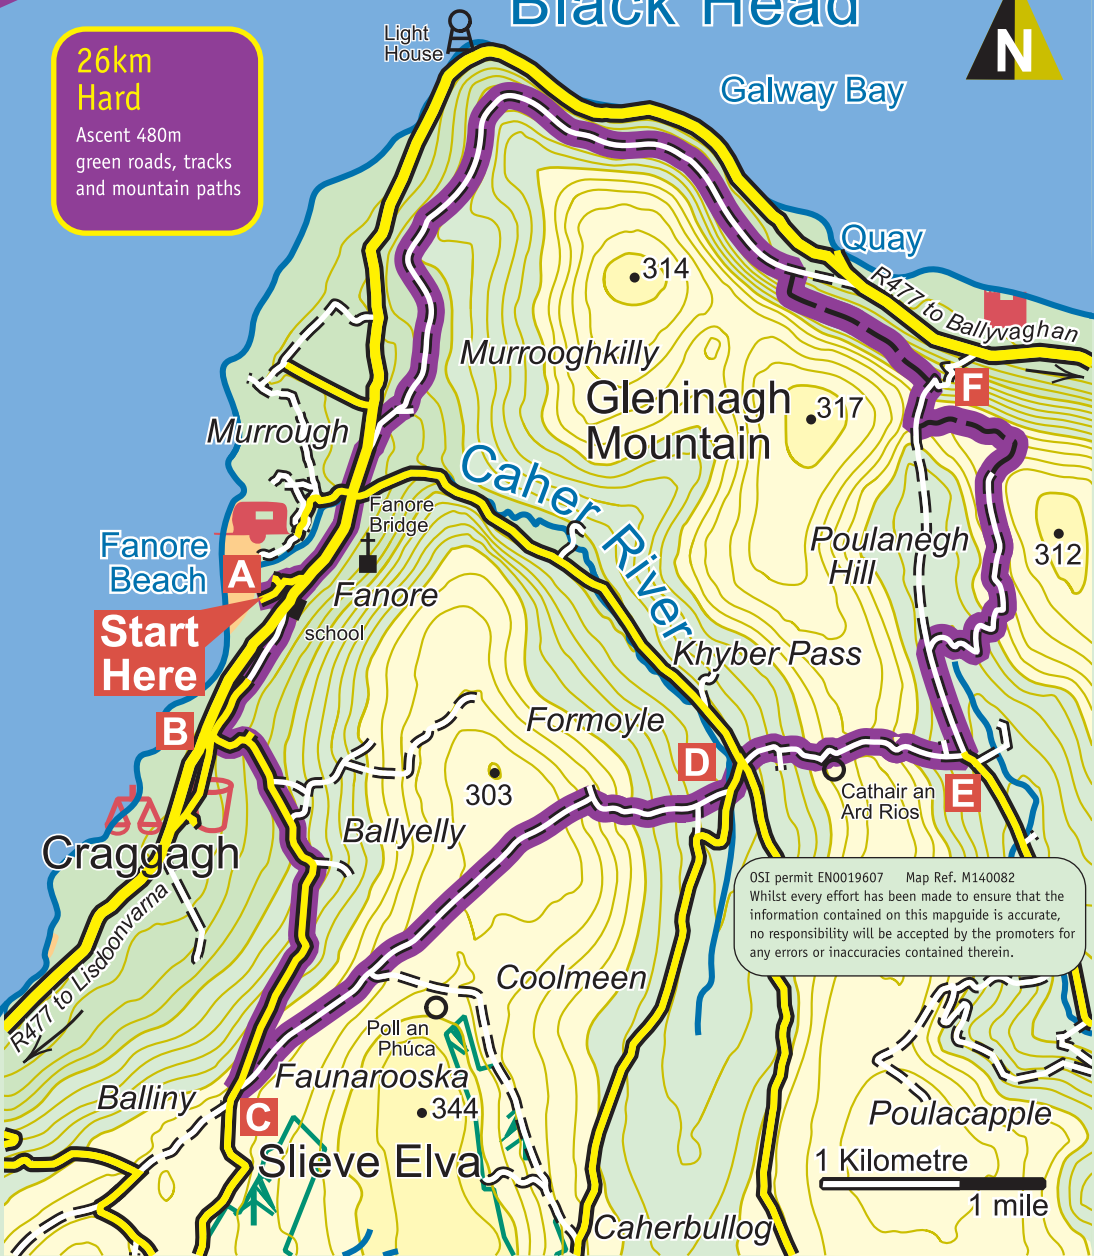 Black Head
Light
House
N
26km
Hard
Ascent 480m
green roads, tracks
and mountain paths
Galway Bay
Quay
R477 to Ballyvaghan
314
Murrooghkilly
Gleninagh
Mountain
317
F
Murrough
Caher River
Fanore
Bridge
Fanore
Beach
A
Poulanegh
Hill
312
Fanore
Start
Here
school
Khyber Pass
B
Formoyle
D
303
Cathair an
Ard Rios
E
Ballyelly
Craggagh
OSI permit EN0019607 Map Ref. M140082
Whilst every effort has been made to ensure that the
information contained on this mapguide is accurate,
no responsibility will be accepted by the promoters for
any errors or inaccuracies contained therein.
R477 to Lisdoonvarna
Coolmeen
Poll an
Phúca
Faunarooska
Balliny
C
344
Poulacapple
Slieve Elva
1 Kilometre
1 mile
Caherbullog